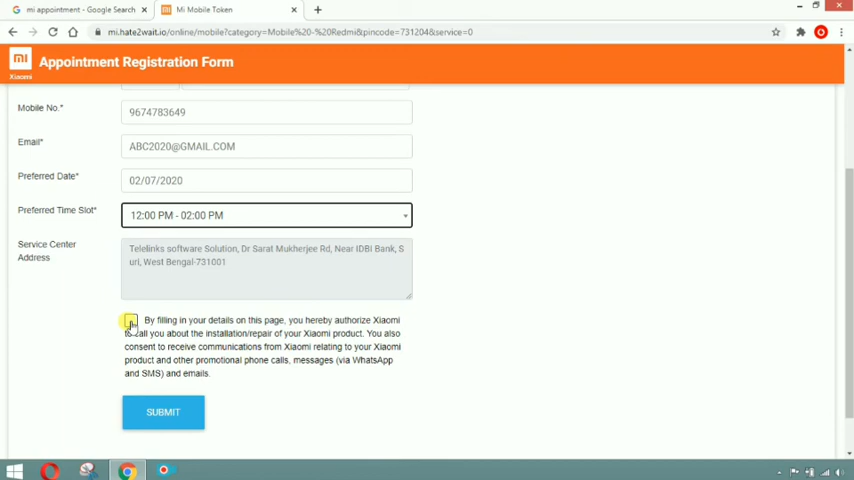 mi appointment - Google Search
Mi Mobile Token
mi.hate2wait.io/online/mobile?category=Mobile%20-%20Redmi&pincode=731204&service=0
mi
Xiaomi
Appointment Registration Form
Mobile No.*
9674783649
Email*
ABC2020@GMAIL.COM
Preferred Date*
02/07/2020
Preferred Time Slot*
12:00 PM - 02:00 PM
Service Center
Address
Telelinks software Solution, Dr Sarat Mukherjee Rd, Near IDBI Bank, S
uri, West Bengal-731001
By filling in your details on this page, you hereby authorize Xiaomi
to call you about the installation/repair of your Xiaomi product. You also
consent to receive communications from Xiaomi relating to your Xiaomi
product and other promotional phone calls, messages (via WhatsApp
and SMS) and emails.
SUBMIT